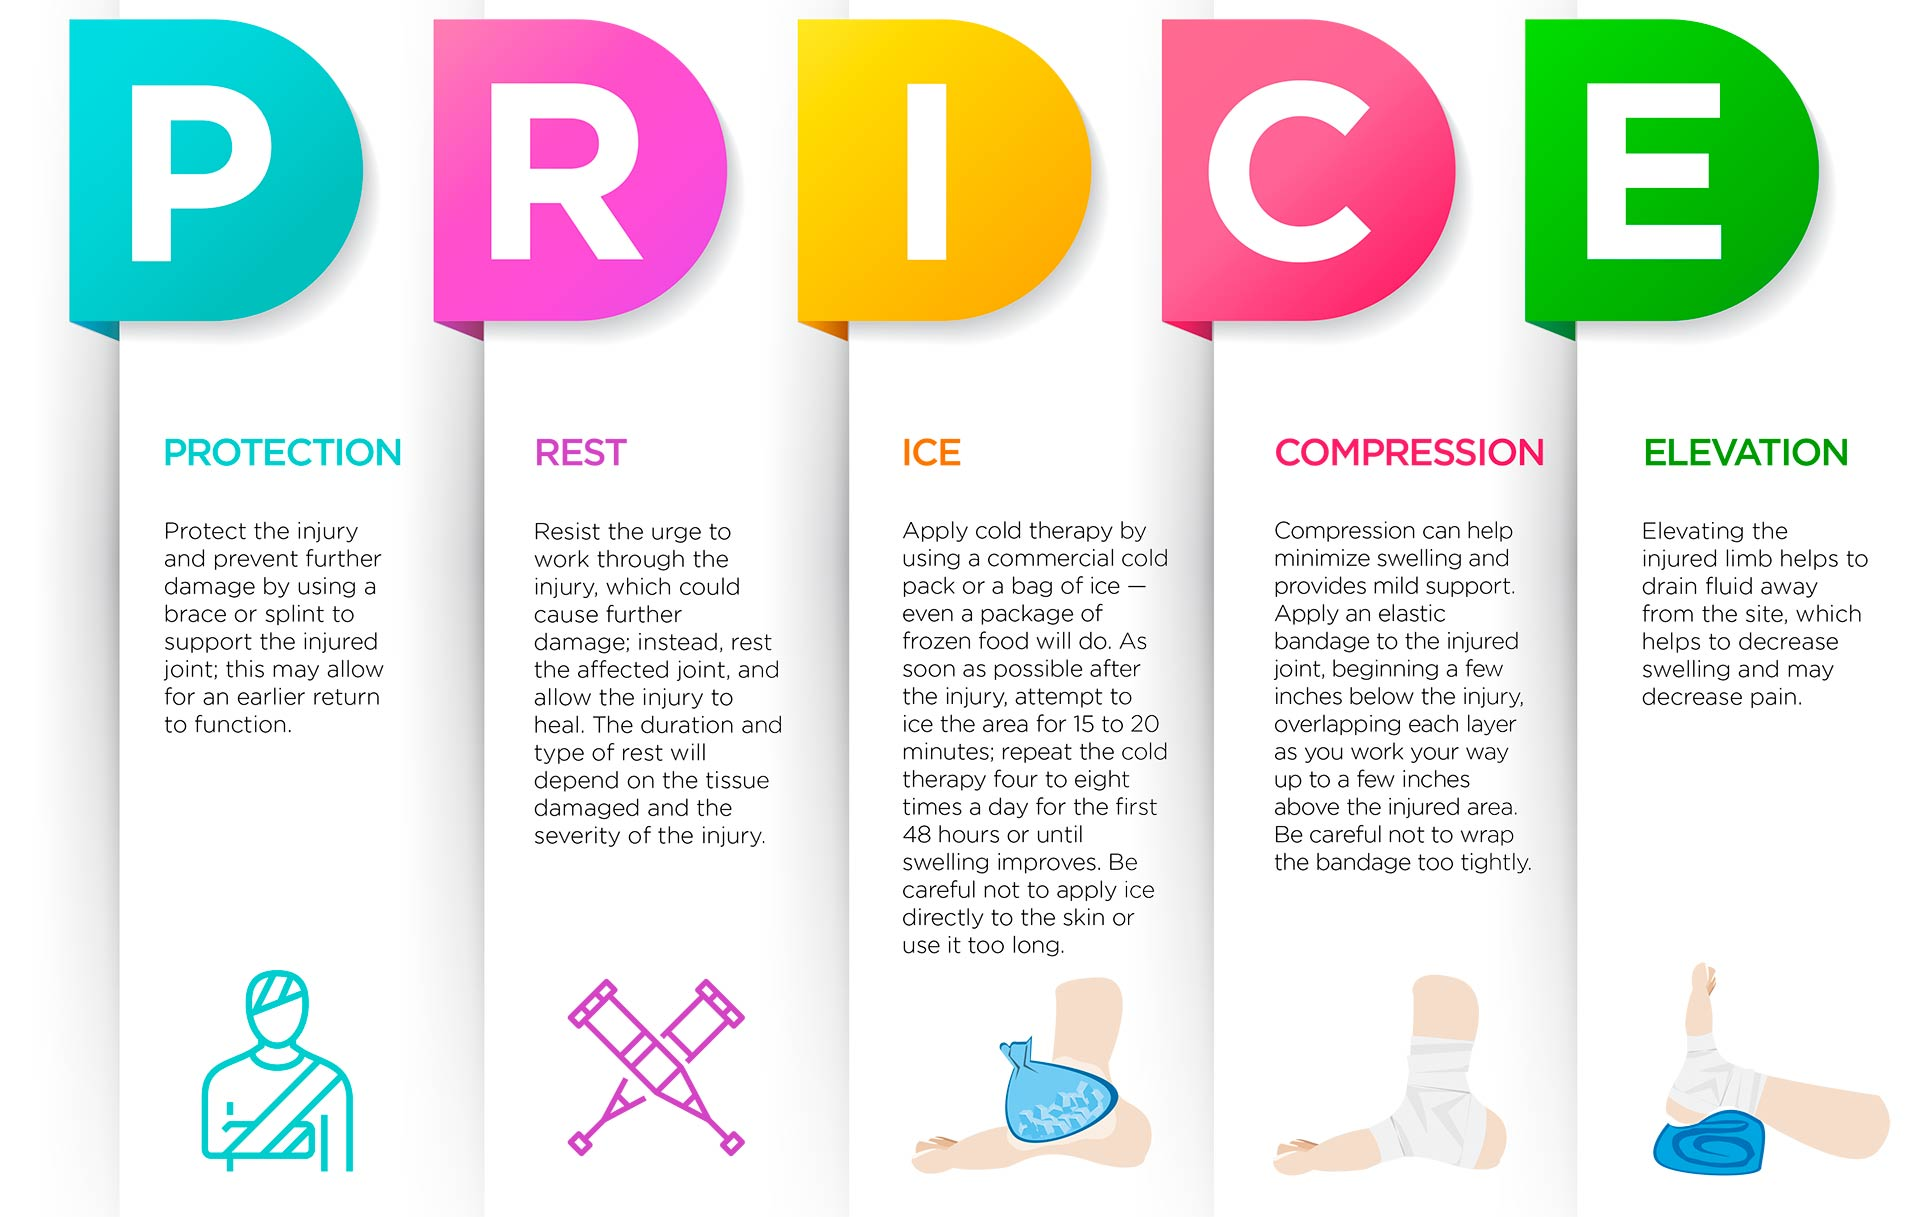 P
R
I
C
E
PROTECTION
Protect the injury
and prevent further
damage by using a
brace or splint to
support the injured
joint; this may allow
for an earlier return
to function.
REST
Resist the urge to
work through the
injury, which could
cause further
damage; instead, rest
the affected joint, and
allow the injury to
heal. The duration and
type of rest will
depend on the tissue
damaged and the
severity of the injury.
ICE
Apply cold therapy by
using a commercial cold
pack or a bag of ice —
even a package of
frozen food will do. As
soon as possible after
the injury, attempt to
ice the area for 15 to 20
minutes; repeat the cold
therapy four to eight
times a day for the first
48 hours or until
swelling improves. Be
careful not to apply ice
directly to the skin or
use it too long.
COMPRESSION
Compression can help
minimize swelling and
provides mild support.
Apply an elastic
bandage to the injured
joint, beginning a few
inches below the injury,
overlapping each layer
as you work your way
up to a few inches
above the injured area.
Be careful not to wrap
the bandage too tightly.
ELEVATION
Elevating the
injured limb helps to
drain fluid away
from the site, which
helps to decrease
swelling and may
decrease pain.